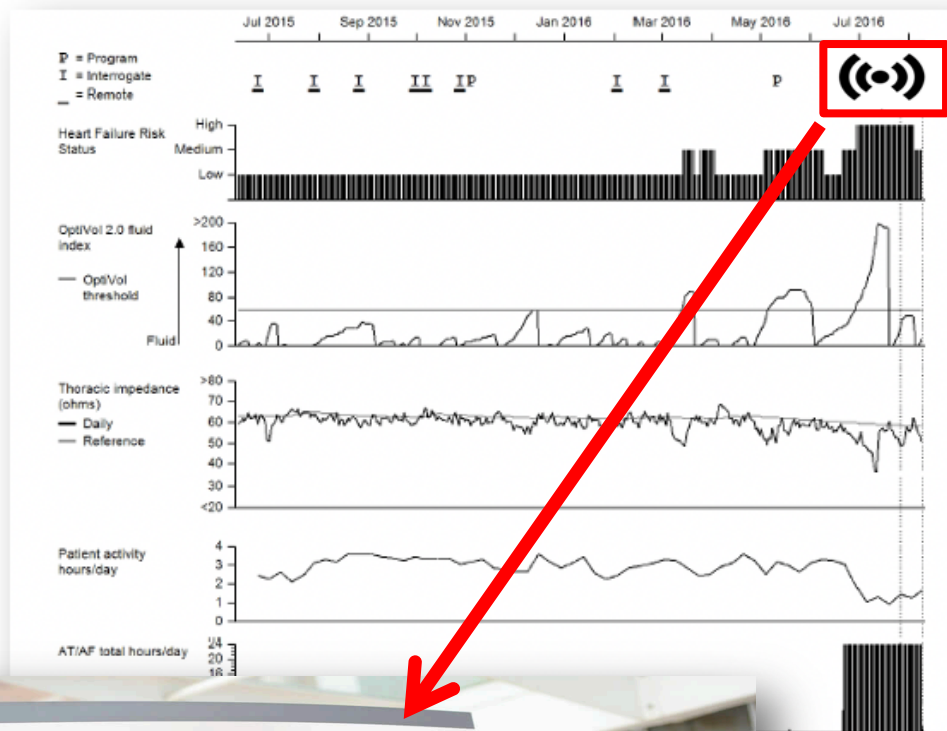 Jul 2015 Sep 2015 Nov 2015 Jan 2016 Mar 2016 May 2016 Jul 2016
P = Program
I = Interrogate
_ = Remote
I I I I I I P I I P
Heart Failure Risk
Status
High
Medium
Low
OptiVol 2.0 fluid
index
OptiVol
threshold
Fluid
>200
160
120
80
40
0
Thoracic impedance
(ohms)
Daily
Reference
>80
70
60
50
40
30
<20
Patient activity
hours/day
4
3
2
1
0
AT/AF total hours/day
24
20
16